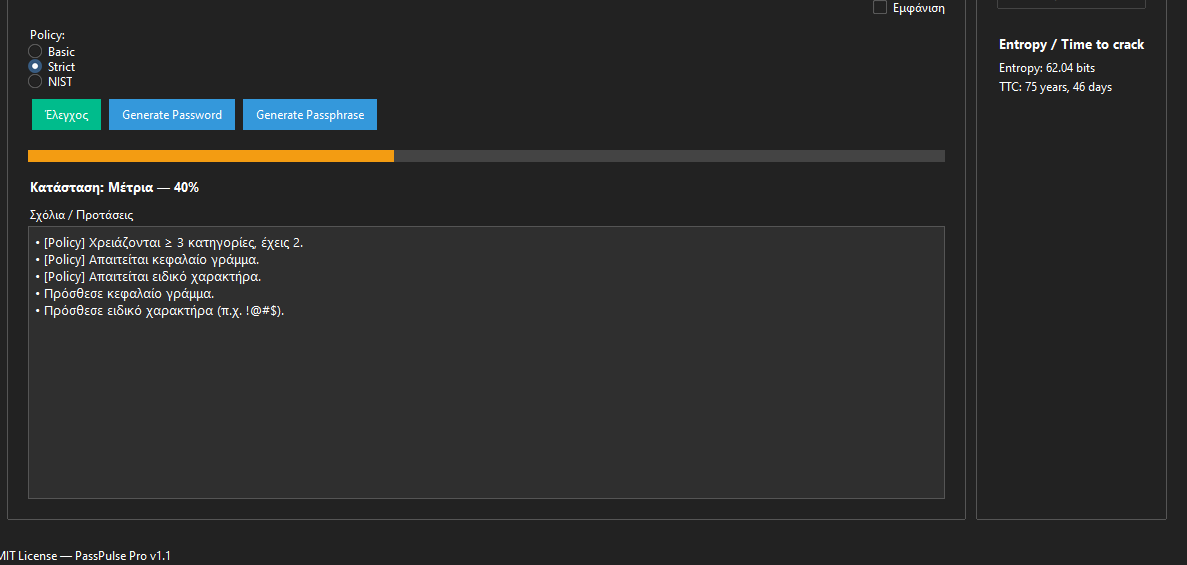 Εμφάνιση
Policy:
Basic
Strict
NIST
Έλεγχος Generate Password Generate Passphrase
Κατάσταση: Μέτρια — 40%
Σχόλια / Προτάσεις
• [Policy] Χρειάζονται ≥ 3 κατηγορίες, έχεις 2.
• [Policy] Απαιτείται κεφαλαίο γράμμα.
• [Policy] Απαιτείται ειδικό χαρακτήρα.
• Πρόσθεσε κεφαλαίο γράμμα.
• Πρόσθεσε ειδικό χαρακτήρα (π.χ. !@#$).
Entropy / Time to crack
Entropy: 62.04 bits
TTC: 75 years, 46 days
MIT License — PassPulse Pro v1.1